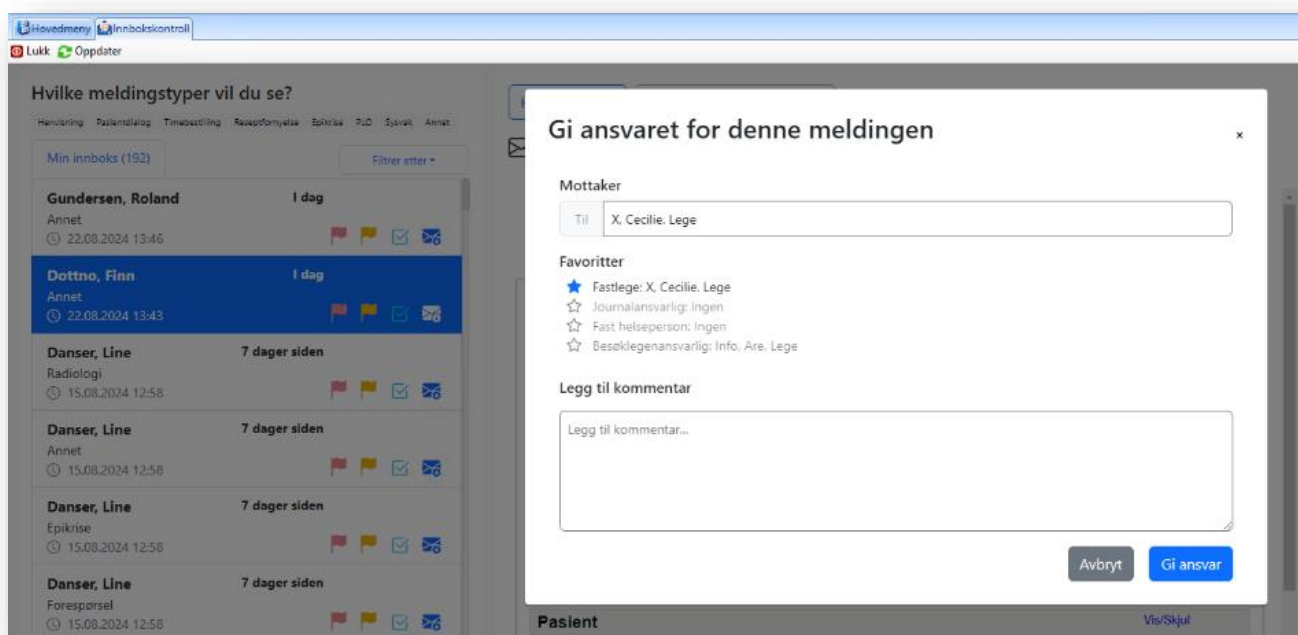 Hovedmeny Innbokskontroll
Lukk Oppdater
Hvilke meldingstyper vil du se?
Henvisning Pasientdialog Timebestilling Reseptfornyelse Epikrise PLO Sysvak Annet
Min innboks (192) Filtrer etter
Gundersen, Roland I dag
Annet
22.08.2024 13:46
Dottno, Finn I dag
Annet
22.08.2024 13:43
Danser, Line 7 dager siden
Radiologi
15.08.2024 12:58
Danser, Line 7 dager siden
Annet
15.08.2024 12:58
Danser, Line 7 dager siden
Epikrise
15.08.2024 12:58
Danser, Line 7 dager siden
Forespørsel
15.08.2024 12:58
Gi ansvaret for denne meldingen
×
Mottaker
Til X. Cecilie. Lege
Favoritter
Fastlege: X. Cecilie. Lege
Journalansvarlig: Ingen
Fast helseperson: Ingen
Besøklegenansvarlig: Info. Are. Lege
Legg til kommentar
Legg til kommentar...
Avbryt Gi ansvar
Pasient Vis/Skjul